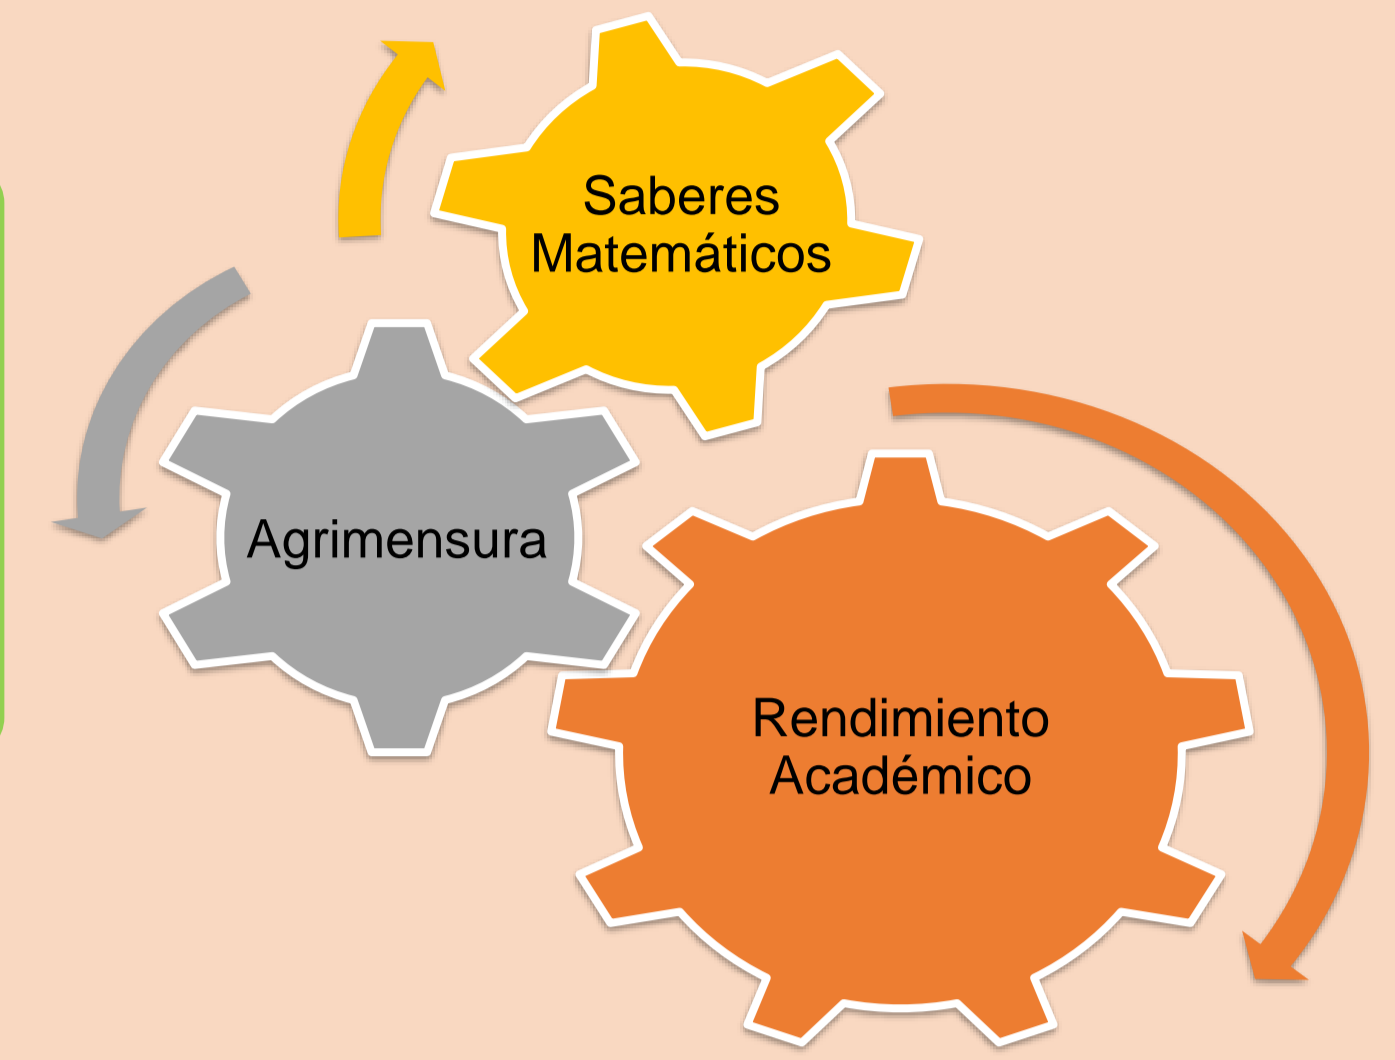 Saberes
Matemáticos
Agrimensura
Rendimiento
Académico